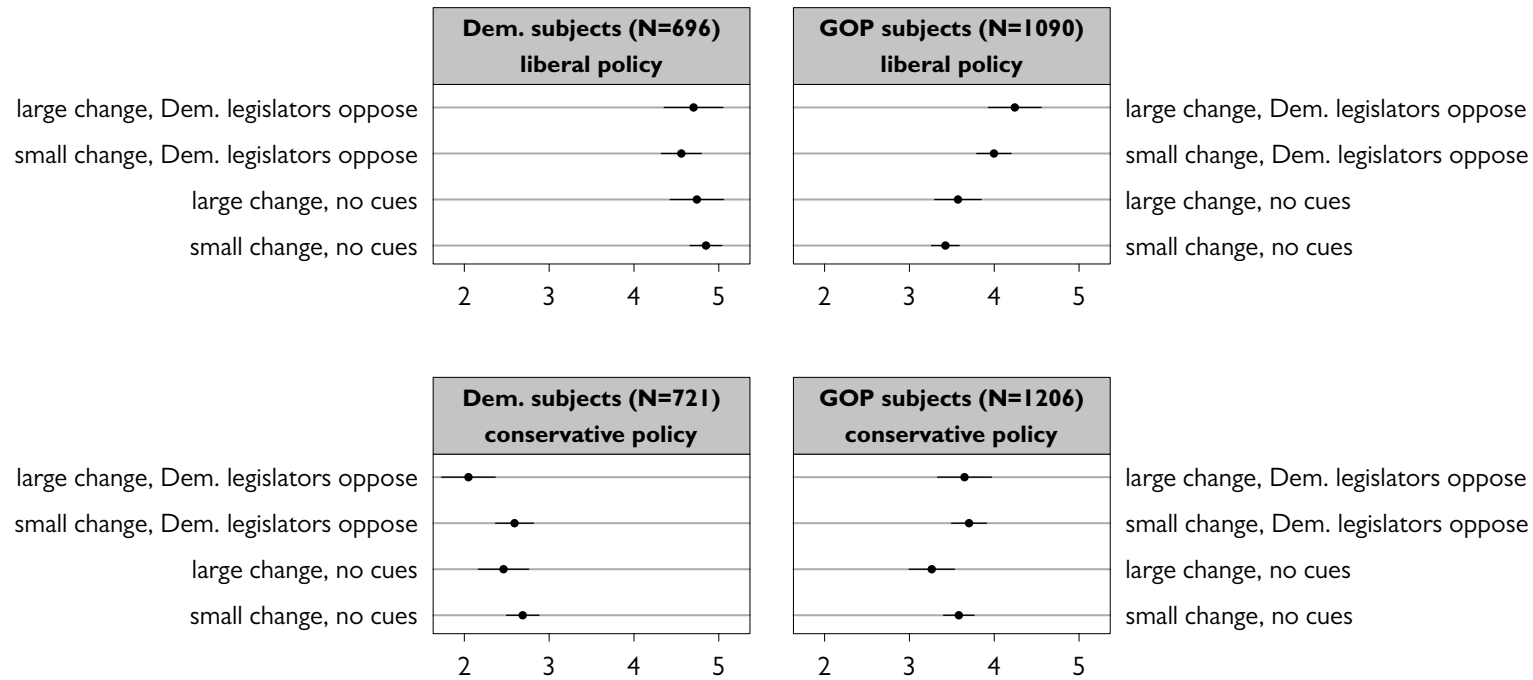 Dem. subjects (N=696)
liberal policy
GOP subjects (N=1090)
liberal policy
large change, Dem. legislators oppose
small change, Dem. legislators oppose
large change, no cues
small change, no cues
large change, Dem. legislators oppose
small change, Dem. legislators oppose
large change, no cues
small change, no cues
2 3 4 5
2 3 4 5
Dem. subjects (N=721)
conservative policy
GOP subjects (N=1206)
conservative policy
large change, Dem. legislators oppose
small change, Dem. legislators oppose
large change, no cues
small change, no cues
large change, Dem. legislators oppose
small change, Dem. legislators oppose
large change, no cues
small change, no cues
2 3 4 5
2 3 4 5